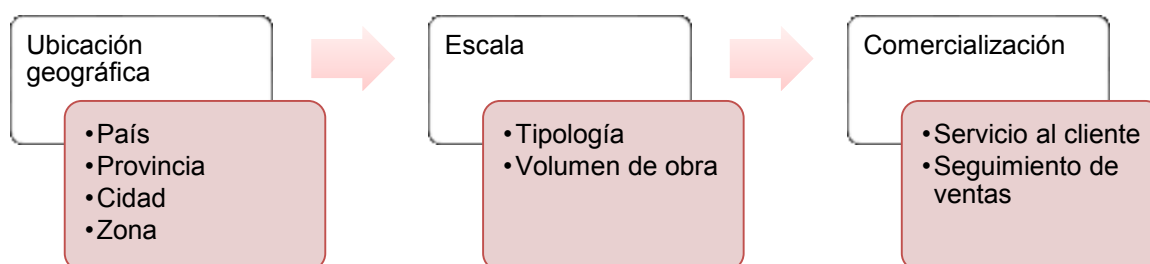 Ubicación
geográfica
•País
•Provincia
•Cidad
•Zona
Escala
•Tipología
•Volumen de obra
Comercialización
•Servicio al cliente
•Seguimiento de
ventas